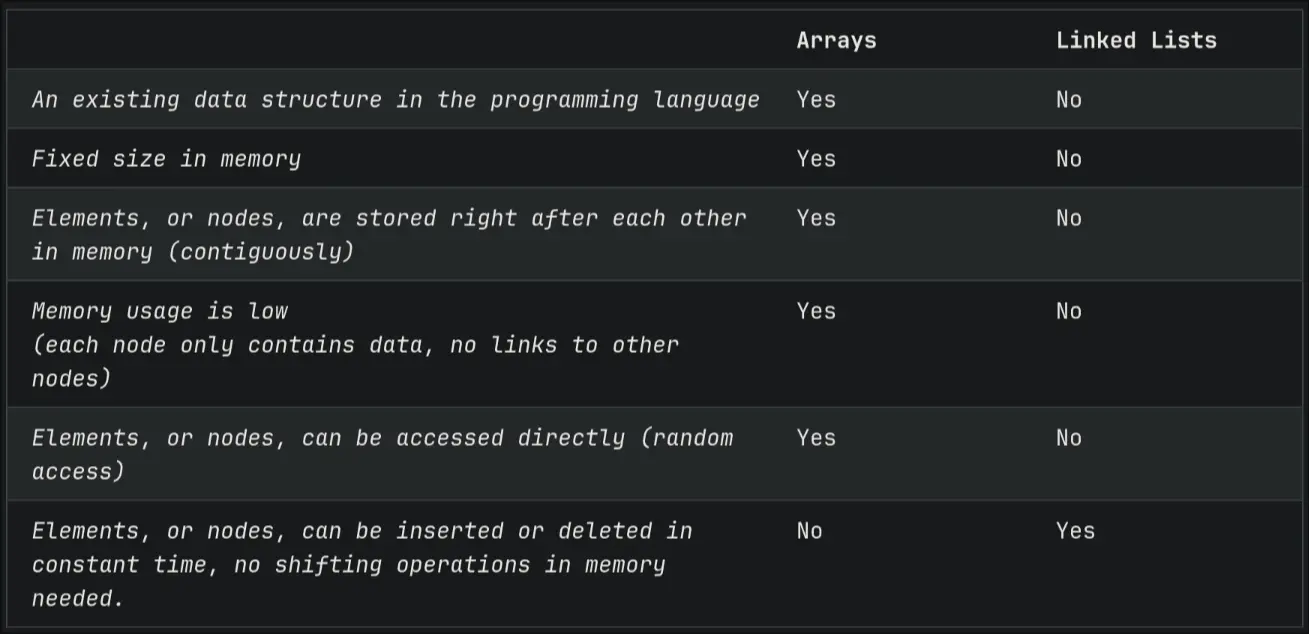 Arrays Linked Lists
An existing data structure in the programming language Yes No
Fixed size in memory Yes No
Elements, or nodes, are stored right after each other Yes No
in memory (contiguously)
Memory usage is low Yes No
(each node only contains data, no links to other
nodes)
Elements, or nodes, can be accessed directly (random Yes No
access)
Elements, or nodes, can be inserted or deleted in No Yes
constant time, no shifting operations in memory
needed.